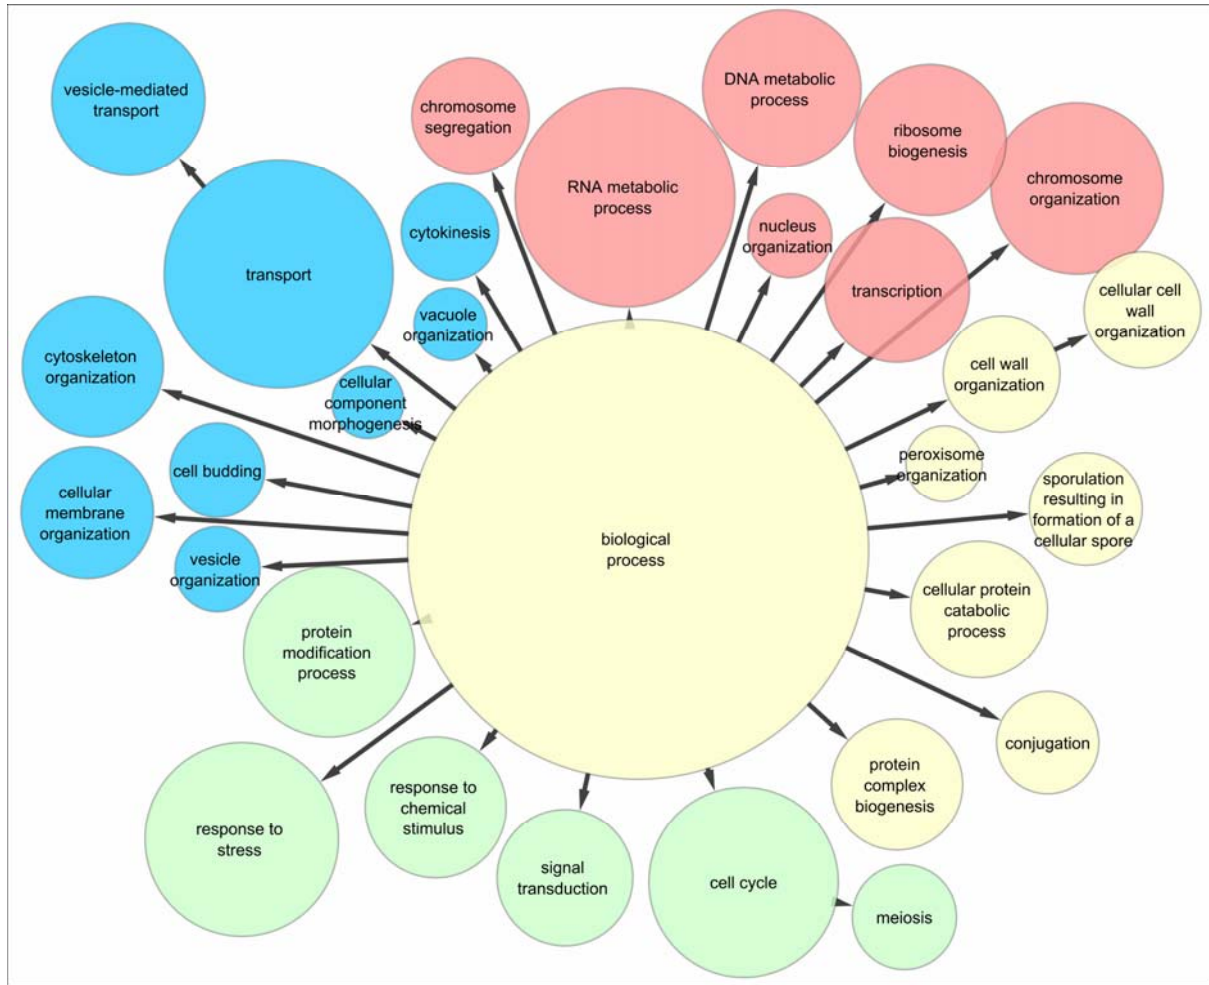 vesicle-mediated
transport
transport
cytoskeleton
organization
cellular
membrane
organization
cell budding
vesicle
organization
cellular
component
morphogenesis
vacuole
organization
cytokinesis
chromosome
segregation
RNA metabolic
process
DNA metabolic
process
nucleus
organization
ribosome
biogenesis
transcription
chromosome
organization
cellular cell
wall
organization
cell wall
organization
peroxisome
organization
sporulation
resulting in
formation of a
cellular spore
cellular protein
catabolic
process
conjugation
protein
complex
biogenesis
biological
process
protein
modification
process
response to
stress
response to
chemical
stimulus
signal
transduction
cell cycle
meiosis